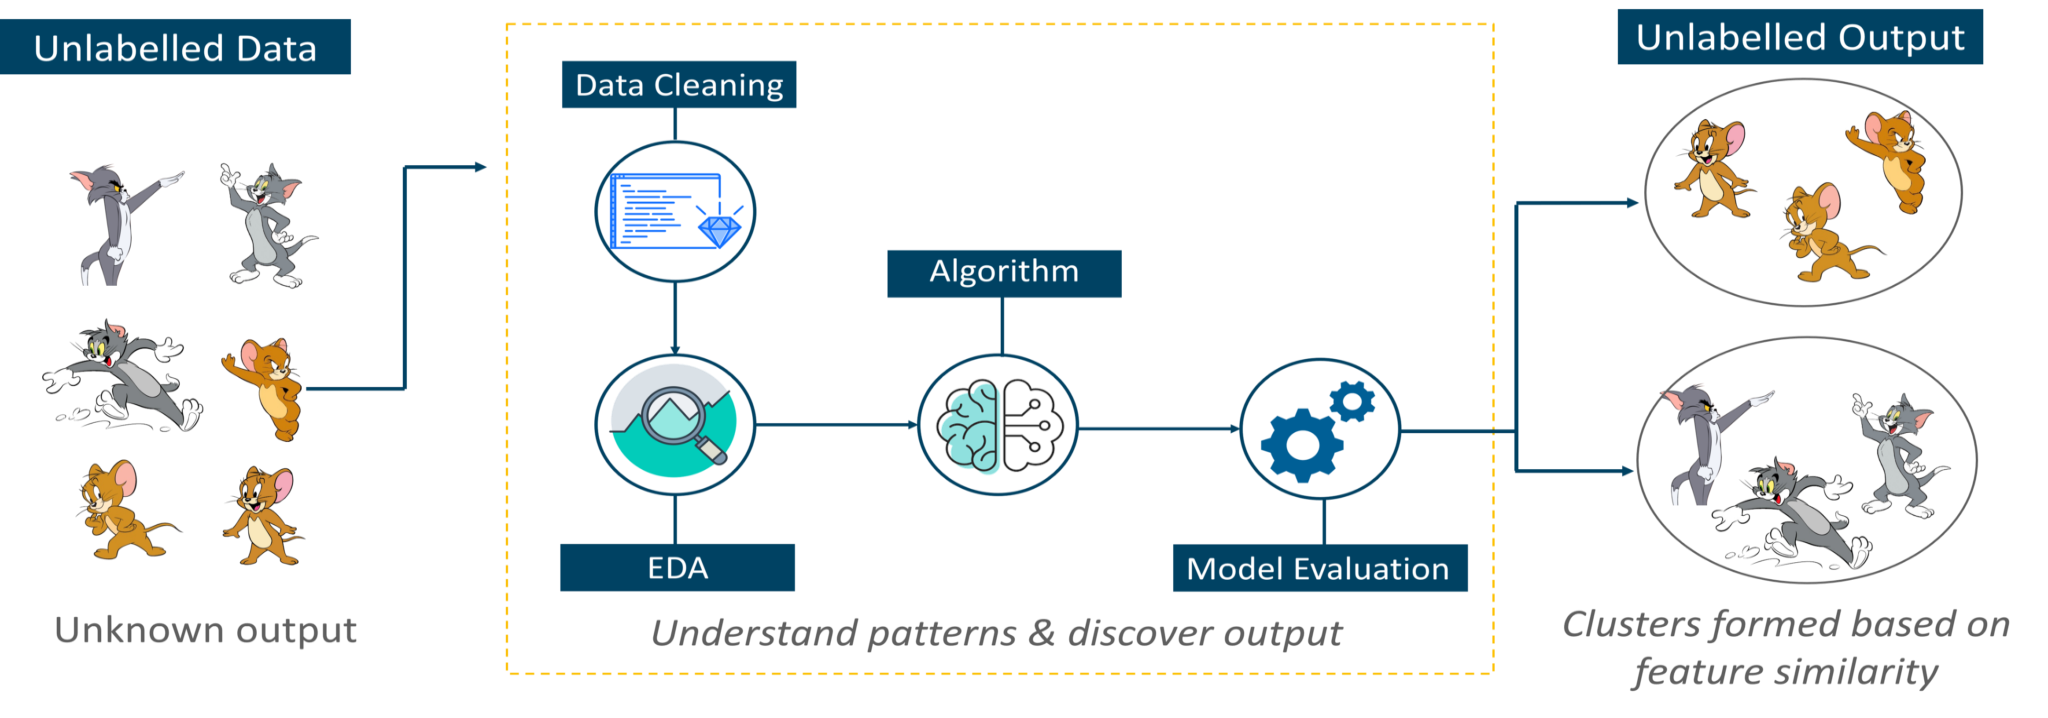 Unlabelled Data
Unknown output
Data Cleaning
EDA
Algorithm
Model Evaluation
Understand patterns & discover output
Unlabelled Output
Clusters formed based on
feature similarity